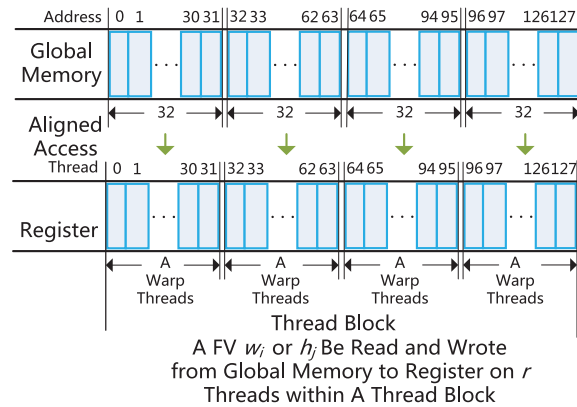 Address 0 1 30 31 32 33 62 63 64 65 94 95 96 97 126 127
Global
Memory
... ... ... ...
32 32 32 32
Aligned
Access
Thread 0 1 30 31 32 33 62 63 64 65 94 95 96 97 126 127
Register
... ... ... ...
A A A A
Warp Warp Warp Warp
Threads Threads Threads Threads
Thread Block
A FV wᵢ or hⱼ Be Read and Wrote
from Global Memory to Register on r
Threads within A Thread Block